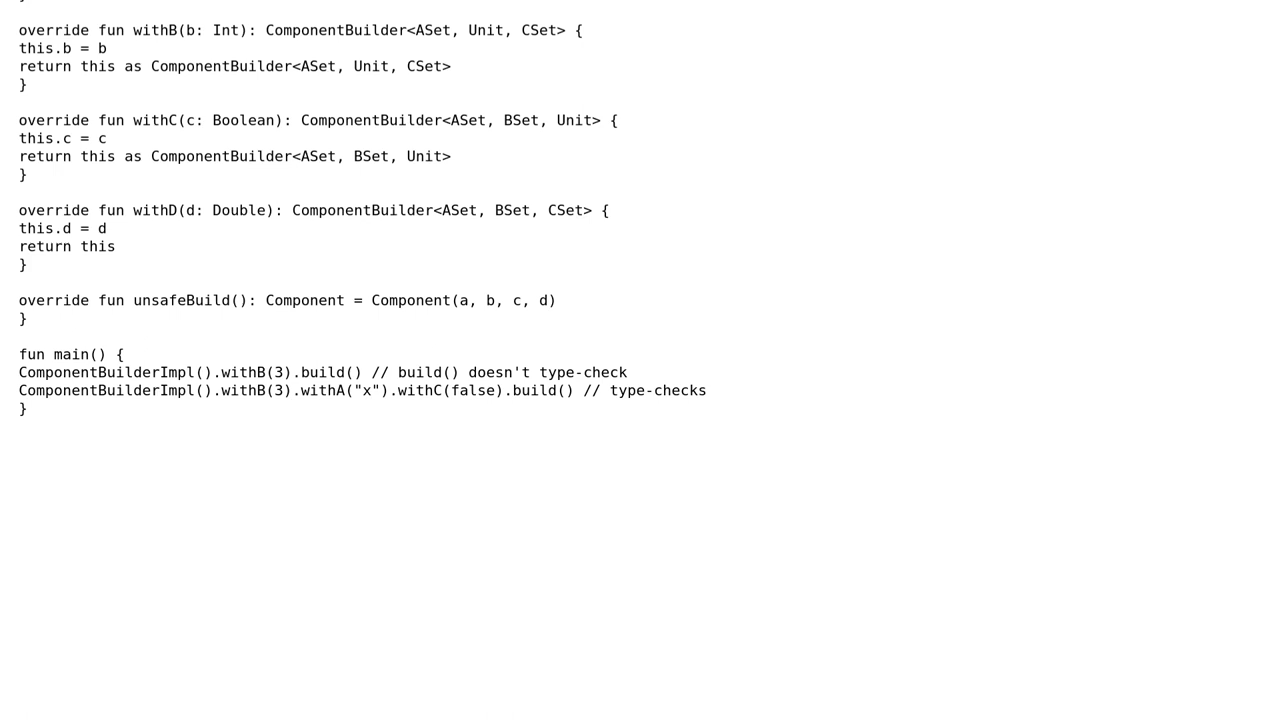 }
override fun withB(b: Int): ComponentBuilder<ASet, Unit, CSet> {
this.b = b
return this as ComponentBuilder<ASet, Unit, CSet>
}
override fun withC(c: Boolean): ComponentBuilder<ASet, BSet, Unit> {
this.c = c
return this as ComponentBuilder<ASet, BSet, Unit>
}
override fun withD(d: Double): ComponentBuilder<ASet, BSet, CSet> {
this.d = d
return this
}
override fun unsafeBuild(): Component = Component(a, b, c, d)
}
fun main() {
ComponentBuilderImpl().withB(3).build() // build() doesn't type-check
ComponentBuilderImpl().withB(3).withA("x").withC(false).build() // type-checks
}